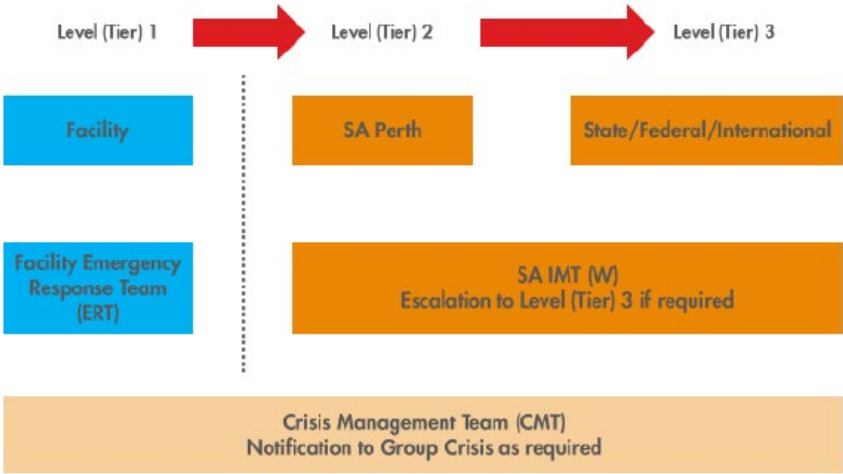 Level (Tier) 1
Level (Tier) 2
Level (Tier) 3
Facility
SA Perth
State/Federal/International
Facility Emergency
Response Team
(ERT)
SA IMT (W)
Escalation to Level (Tier) 3 if required
Crisis Management Team (CMT)
Notification to Group Crisis as required